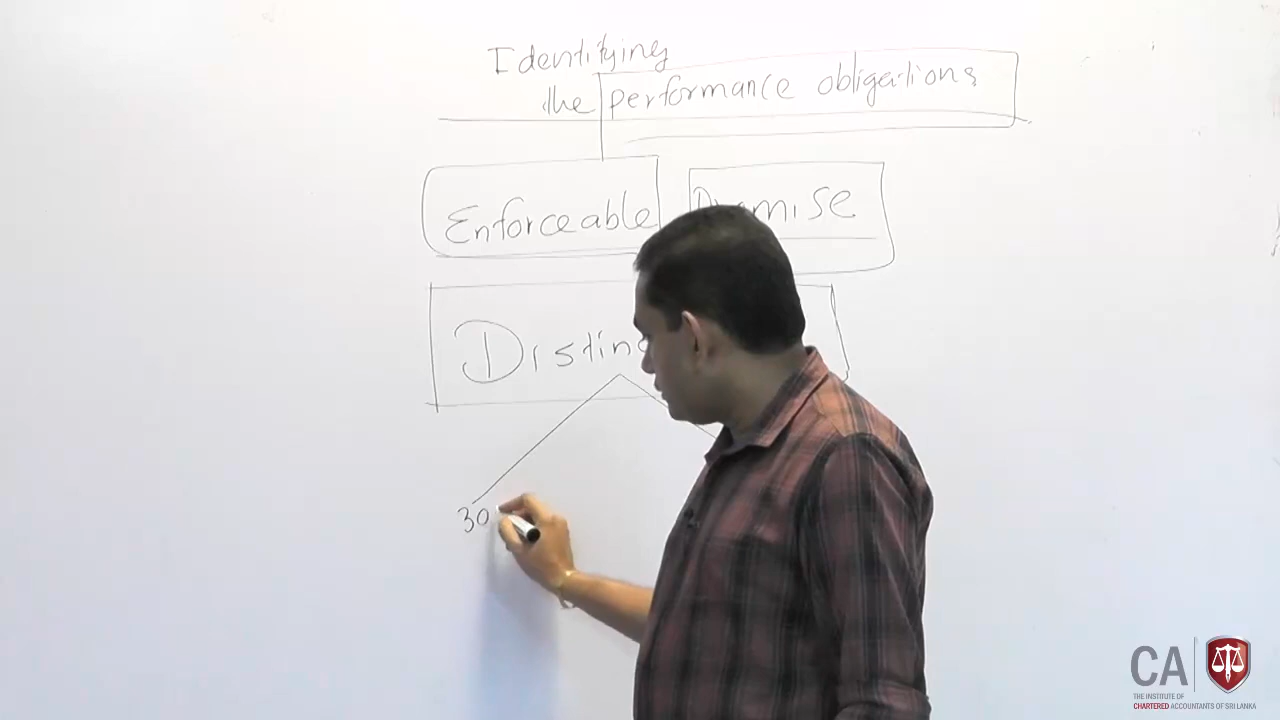 Identifying
the performance obligations
Enforceable
30
CA
THE INSTITUTE OF
CHARTERED ACCOUNTANTS OF SRI LANKA